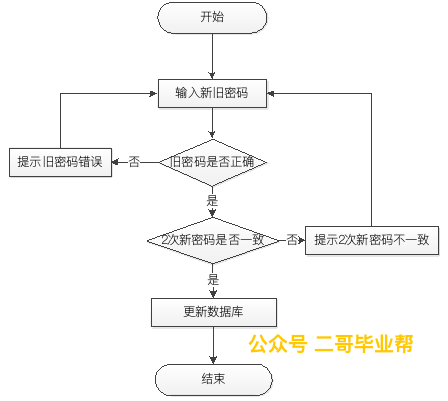 开始
输入新旧密码
旧密码是否正确
否
提示旧密码错误
是
2次新密码是否一致
否
提示2次新密码不一致
是
更新数据库
公众号 二哥毕业帮
结束